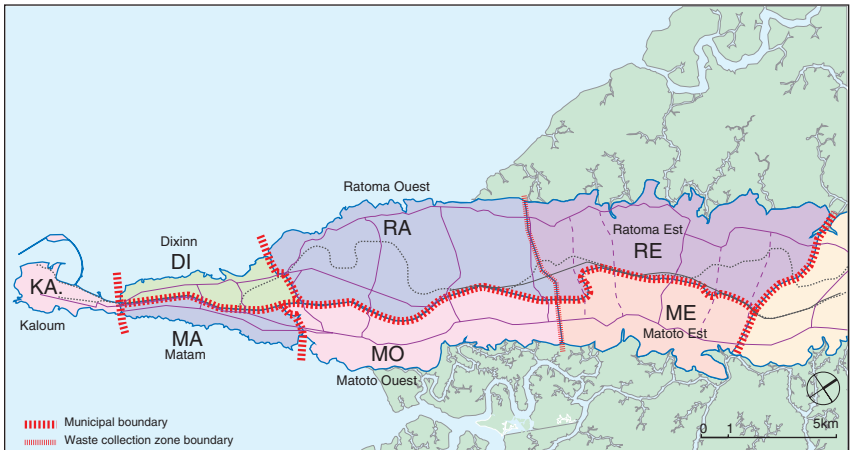 Ratoma Ouest
RA
Dixinn
DI
Ratoma Est
RE
KA.
Kaloum
MA
Matam
MO
Matoto Ouest
ME
Matoto Est
Municipal boundary
Waste collection zone boundary
0 1 5km